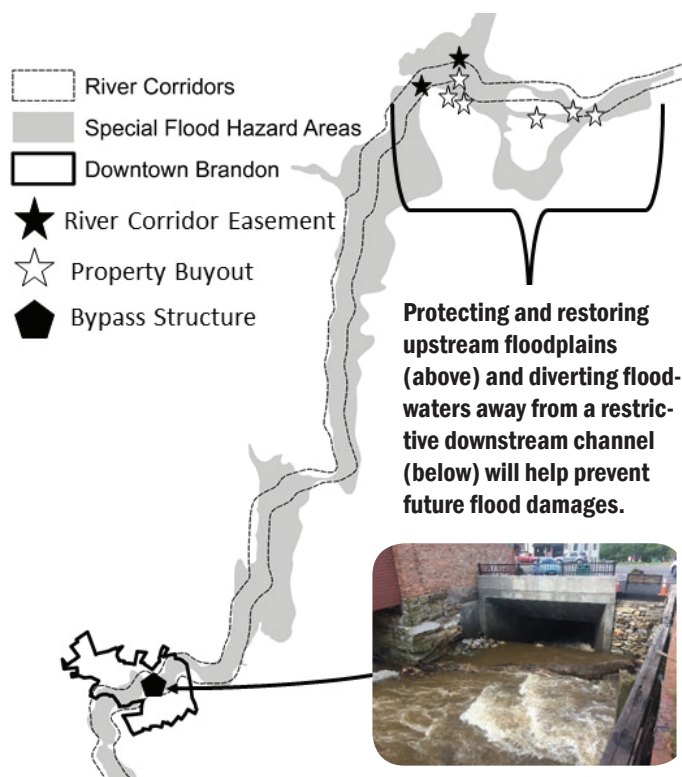 River Corridors
Special Flood Hazard Areas
Downtown Brandon
River Corridor Easement
Property Buyout
Bypass Structure
Protecting and restoring
upstream floodplains
(above) and diverting flood-
waters away from a restric-
tive downstream channel
(below) will help prevent
future flood damages.